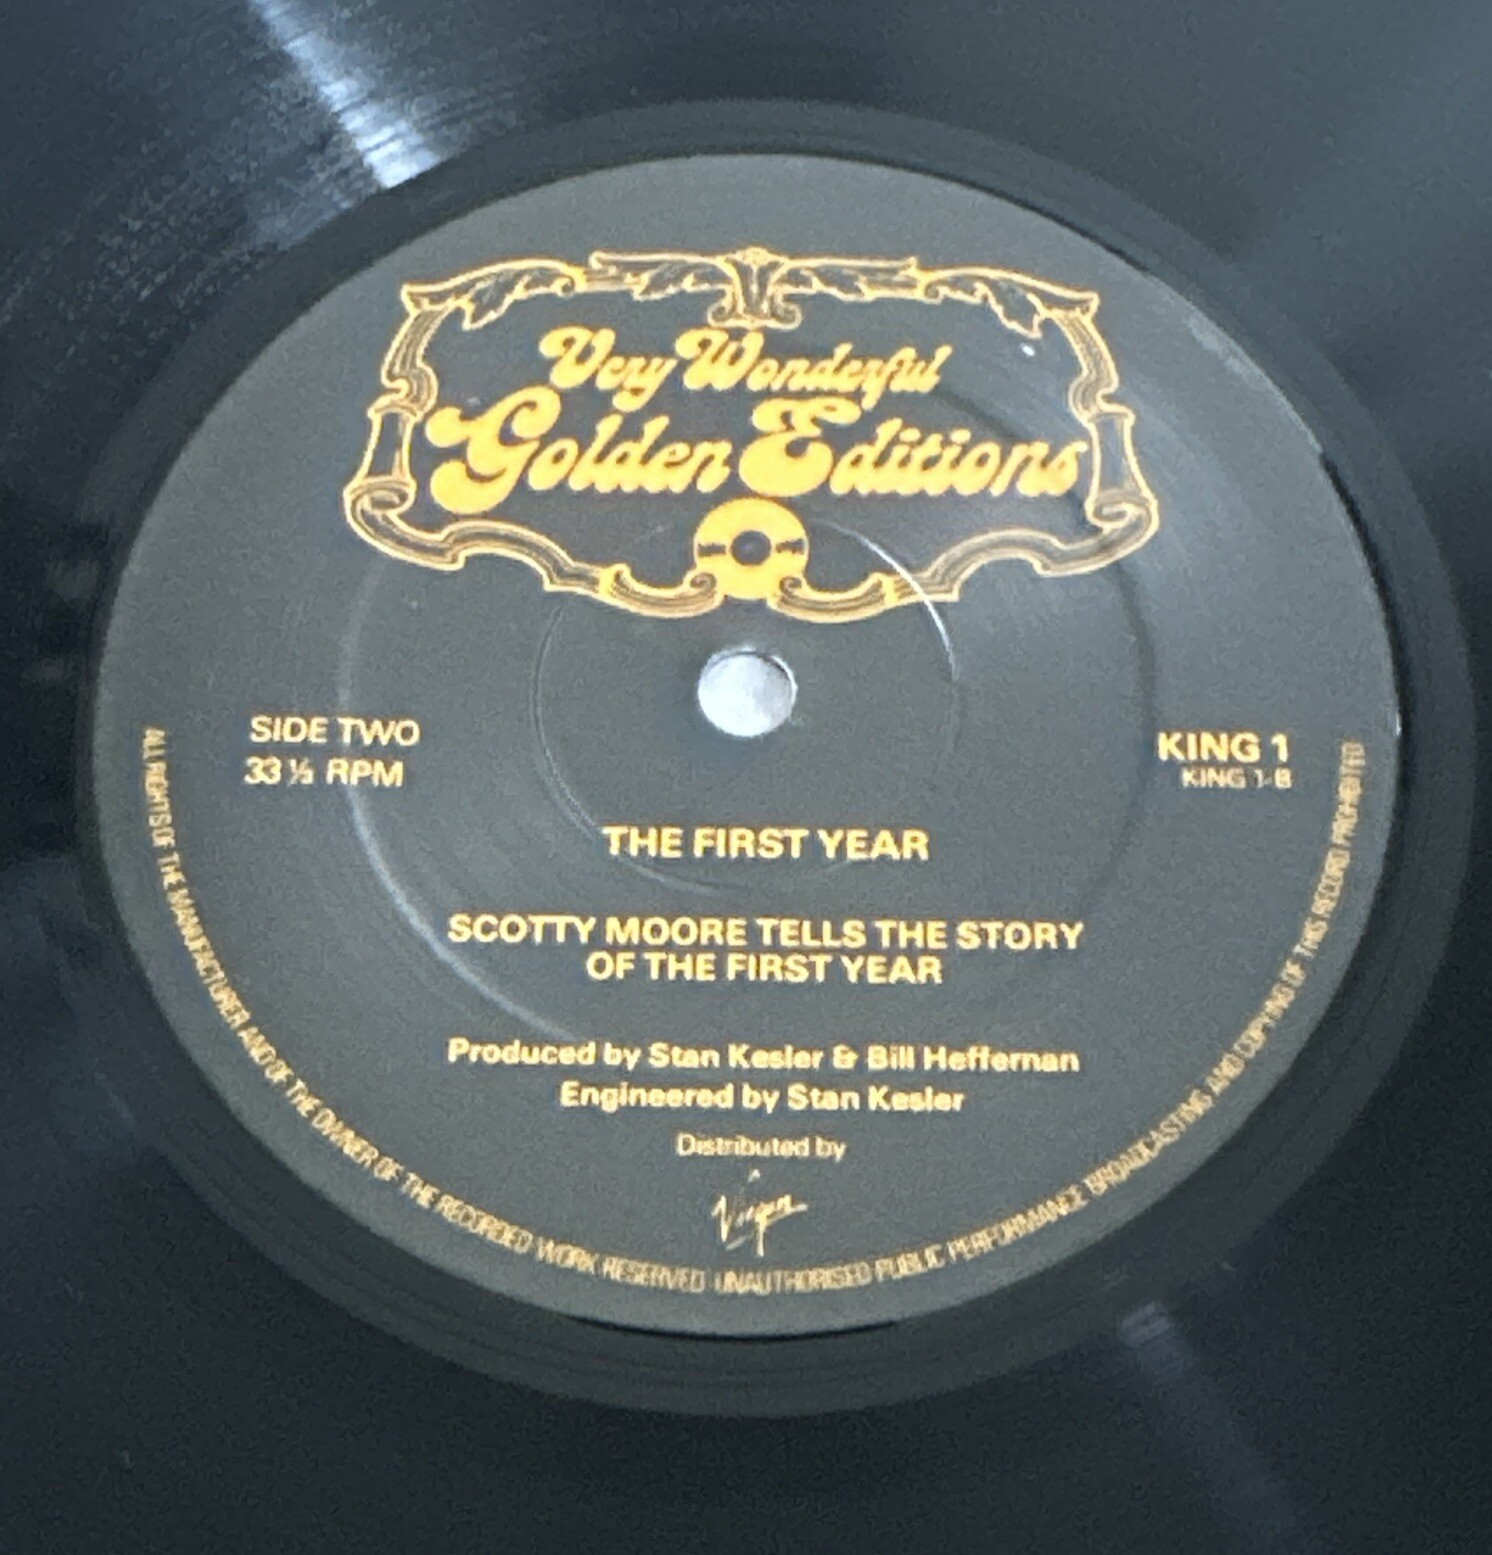 Very Wonderful
Golden Editions
SIDE TWO
33 ⅓ RPM
KING 1
KING 1-B
THE FIRST YEAR
SCOTTY MOORE TELLS THE STORY
OF THE FIRST YEAR
Produced by Stan Kesler & Bill Heffernan
Engineered by Stan Kesler
Distributed by
Virgin
ALL RIGHTS OF THE MANUFACTURER AND OF THE OWNER OF THE RECORDED WORK RESERVED UNAUTHORISED PUBLIC PERFORMANCE BROADCASTING AND COPYING OF THIS RECORD PROHIBITED